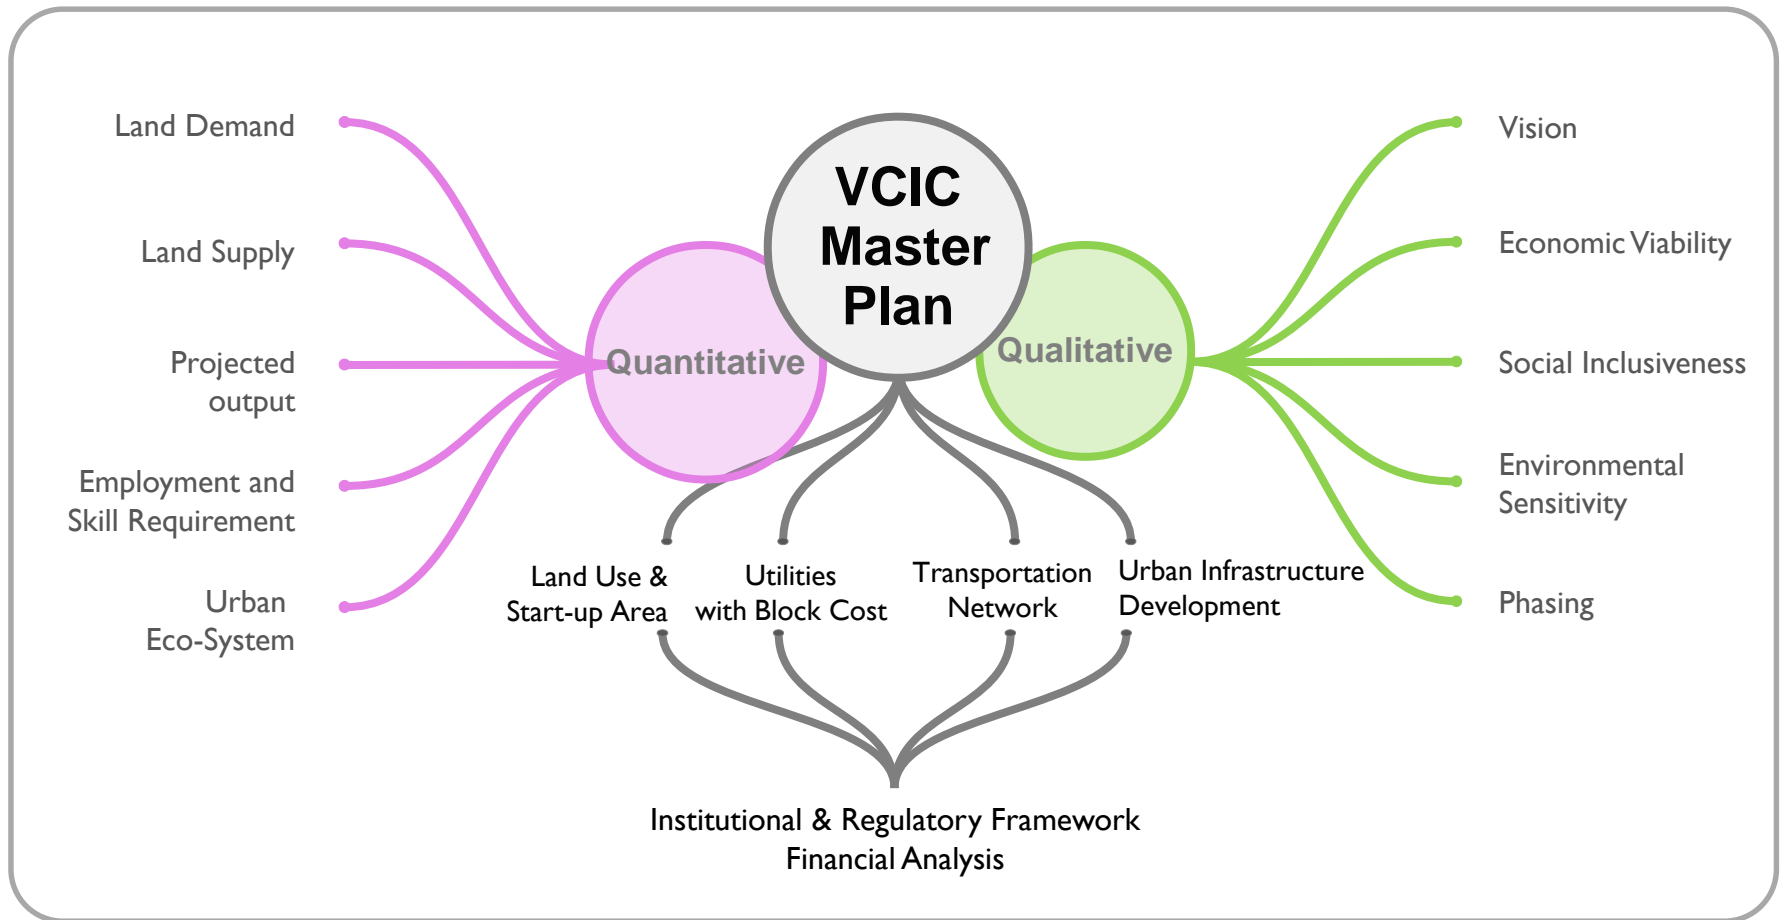 VCIC
Master
Plan
Quantitative
Qualitative
Land Demand
Land Supply
Projected
output
Employment and
Skill Requirement
Urban
Eco-System
Vision
Economic Viability
Social Inclusiveness
Environmental
Sensitivity
Phasing
Land Use &
Start-up Area
Utilities
with Block Cost
Transportation
Network
Urban Infrastructure
Development
Institutional & Regulatory Framework
Financial Analysis